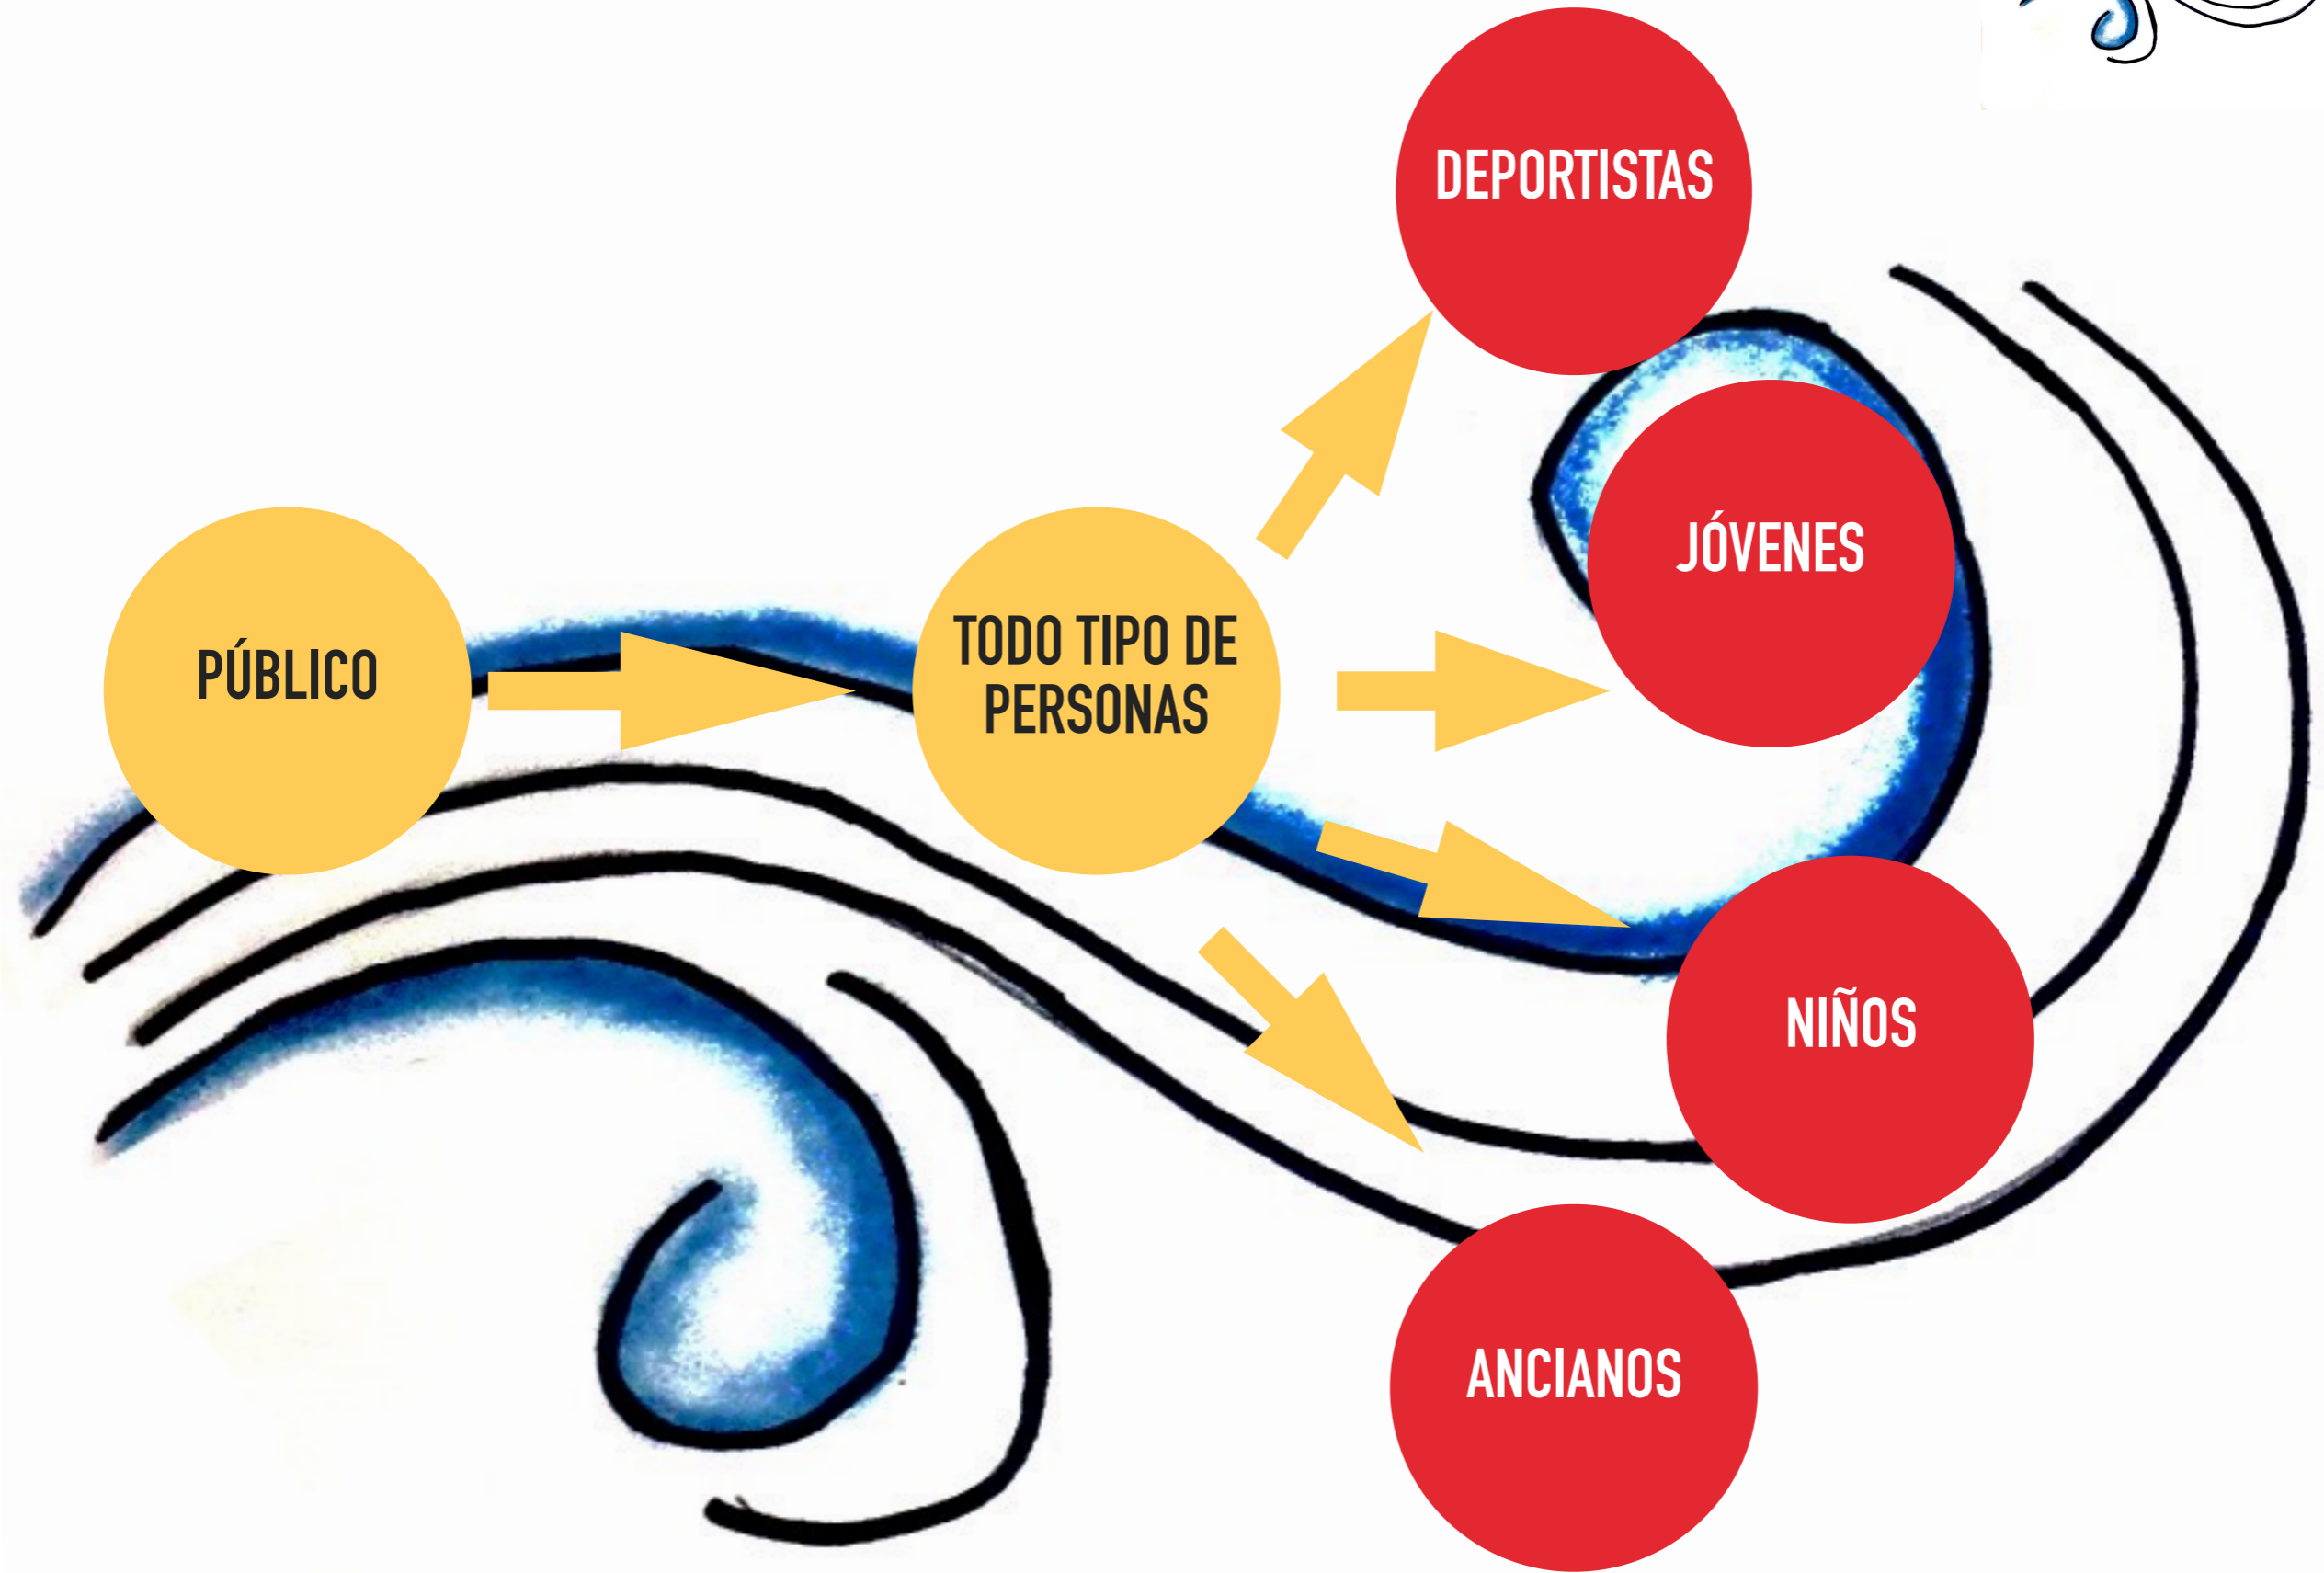 DEPORTISTAS
JÓVENES
PÚBLICO
TODO TIPO DE
PERSONAS
NIÑOS
ANCIANOS